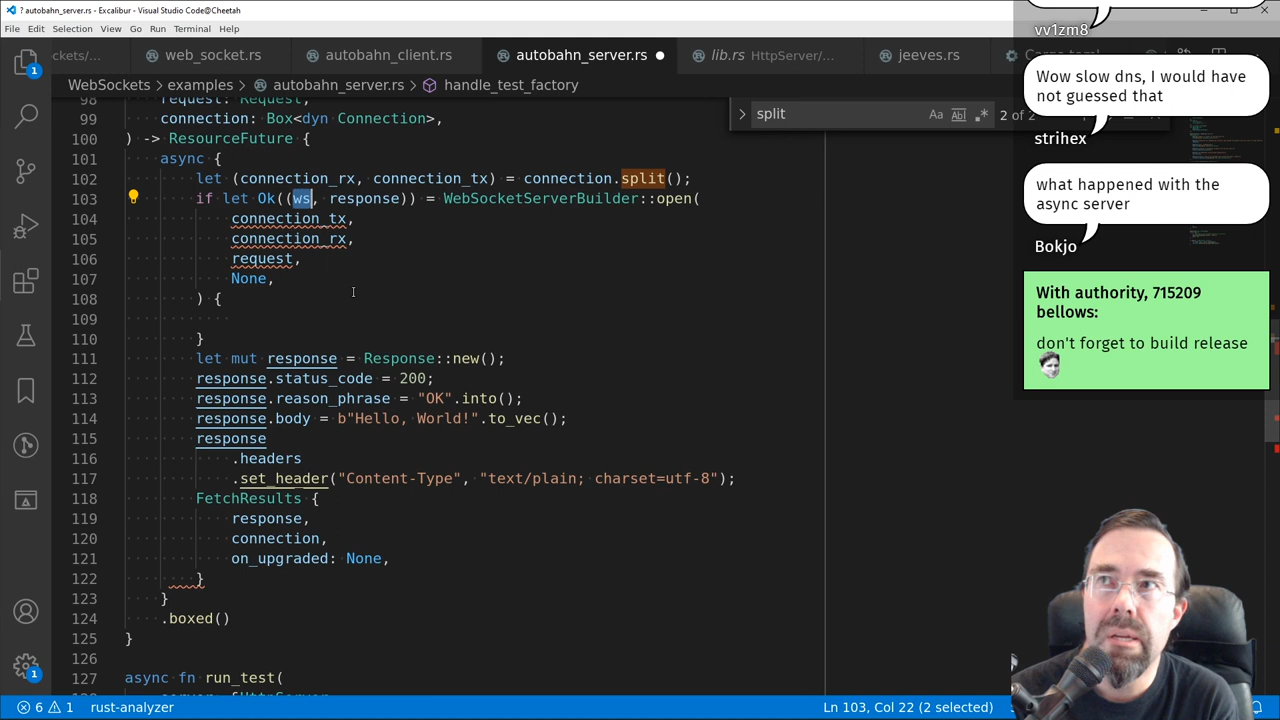 ? autobahn_server.rs - Excalibur - Visual Studio Code@Cheetah
File Edit Selection View Go Run Terminal Help
ckets/... web_socket.rs autobahn_client.rs autobahn_server.rs lib.rs HttpServer/... jeeves.rs
WebSockets examples autobahn_server.rs handle_test_factory
split Aa Ab .* 2 of 2
98 request: Request,
99 connection: Box<dyn Connection>,
100 ) -> ResourceFuture {
101 async {
102 let (connection_rx, connection_tx) = connection.split();
103 if let Ok((ws, response)) = WebSocketServerBuilder::open(
104 connection_tx,
105 connection_rx,
106 request,
107 None,
108 ) {
109
110 }
111 let mut response = Response::new();
112 response.status_code = 200;
113 response.reason_phrase = "OK".into();
114 response.body = b"Hello, World!".to_vec();
115 response
116 .headers
117 .set_header("Content-Type", "text/plain; charset=utf-8");
118 FetchResults {
119 response,
120 connection,
121 on_upgraded: None,
122 }
123 }
124 .boxed()
125 }
126
127 async fn run_test(
1
1
6 1 rust-analyzer Ln 103, Col 22 (2 selected)
vv1zm8
Wow slow dns, I would have
not guessed that
strihex
what happened with the
async server
Bokjo
With authority, 715209
bellows:
don't forget to build release